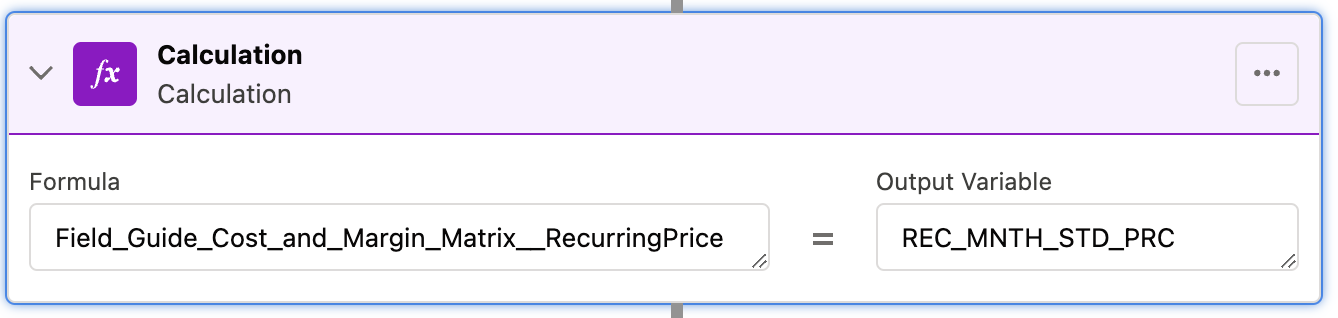 fx
Calculation
Calculation
Formula
Output Variable
Field_Guide_Cost_and_Margin_Matrix__RecurringPrice
=
REC_MNTH_STD_PRC